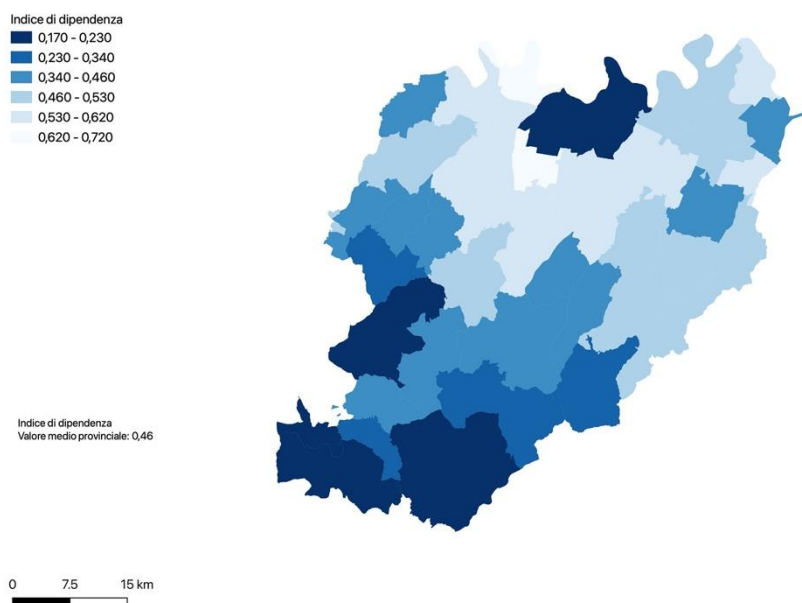 Indice di dipendenza
0,170 - 0,230
0,230 - 0,340
0,340 - 0,460
0,460 - 0,530
0,530 - 0,620
0,620 - 0,720
Indice di dipendenza
Valore medio provinciale: 0,46
0 7.5 15 km